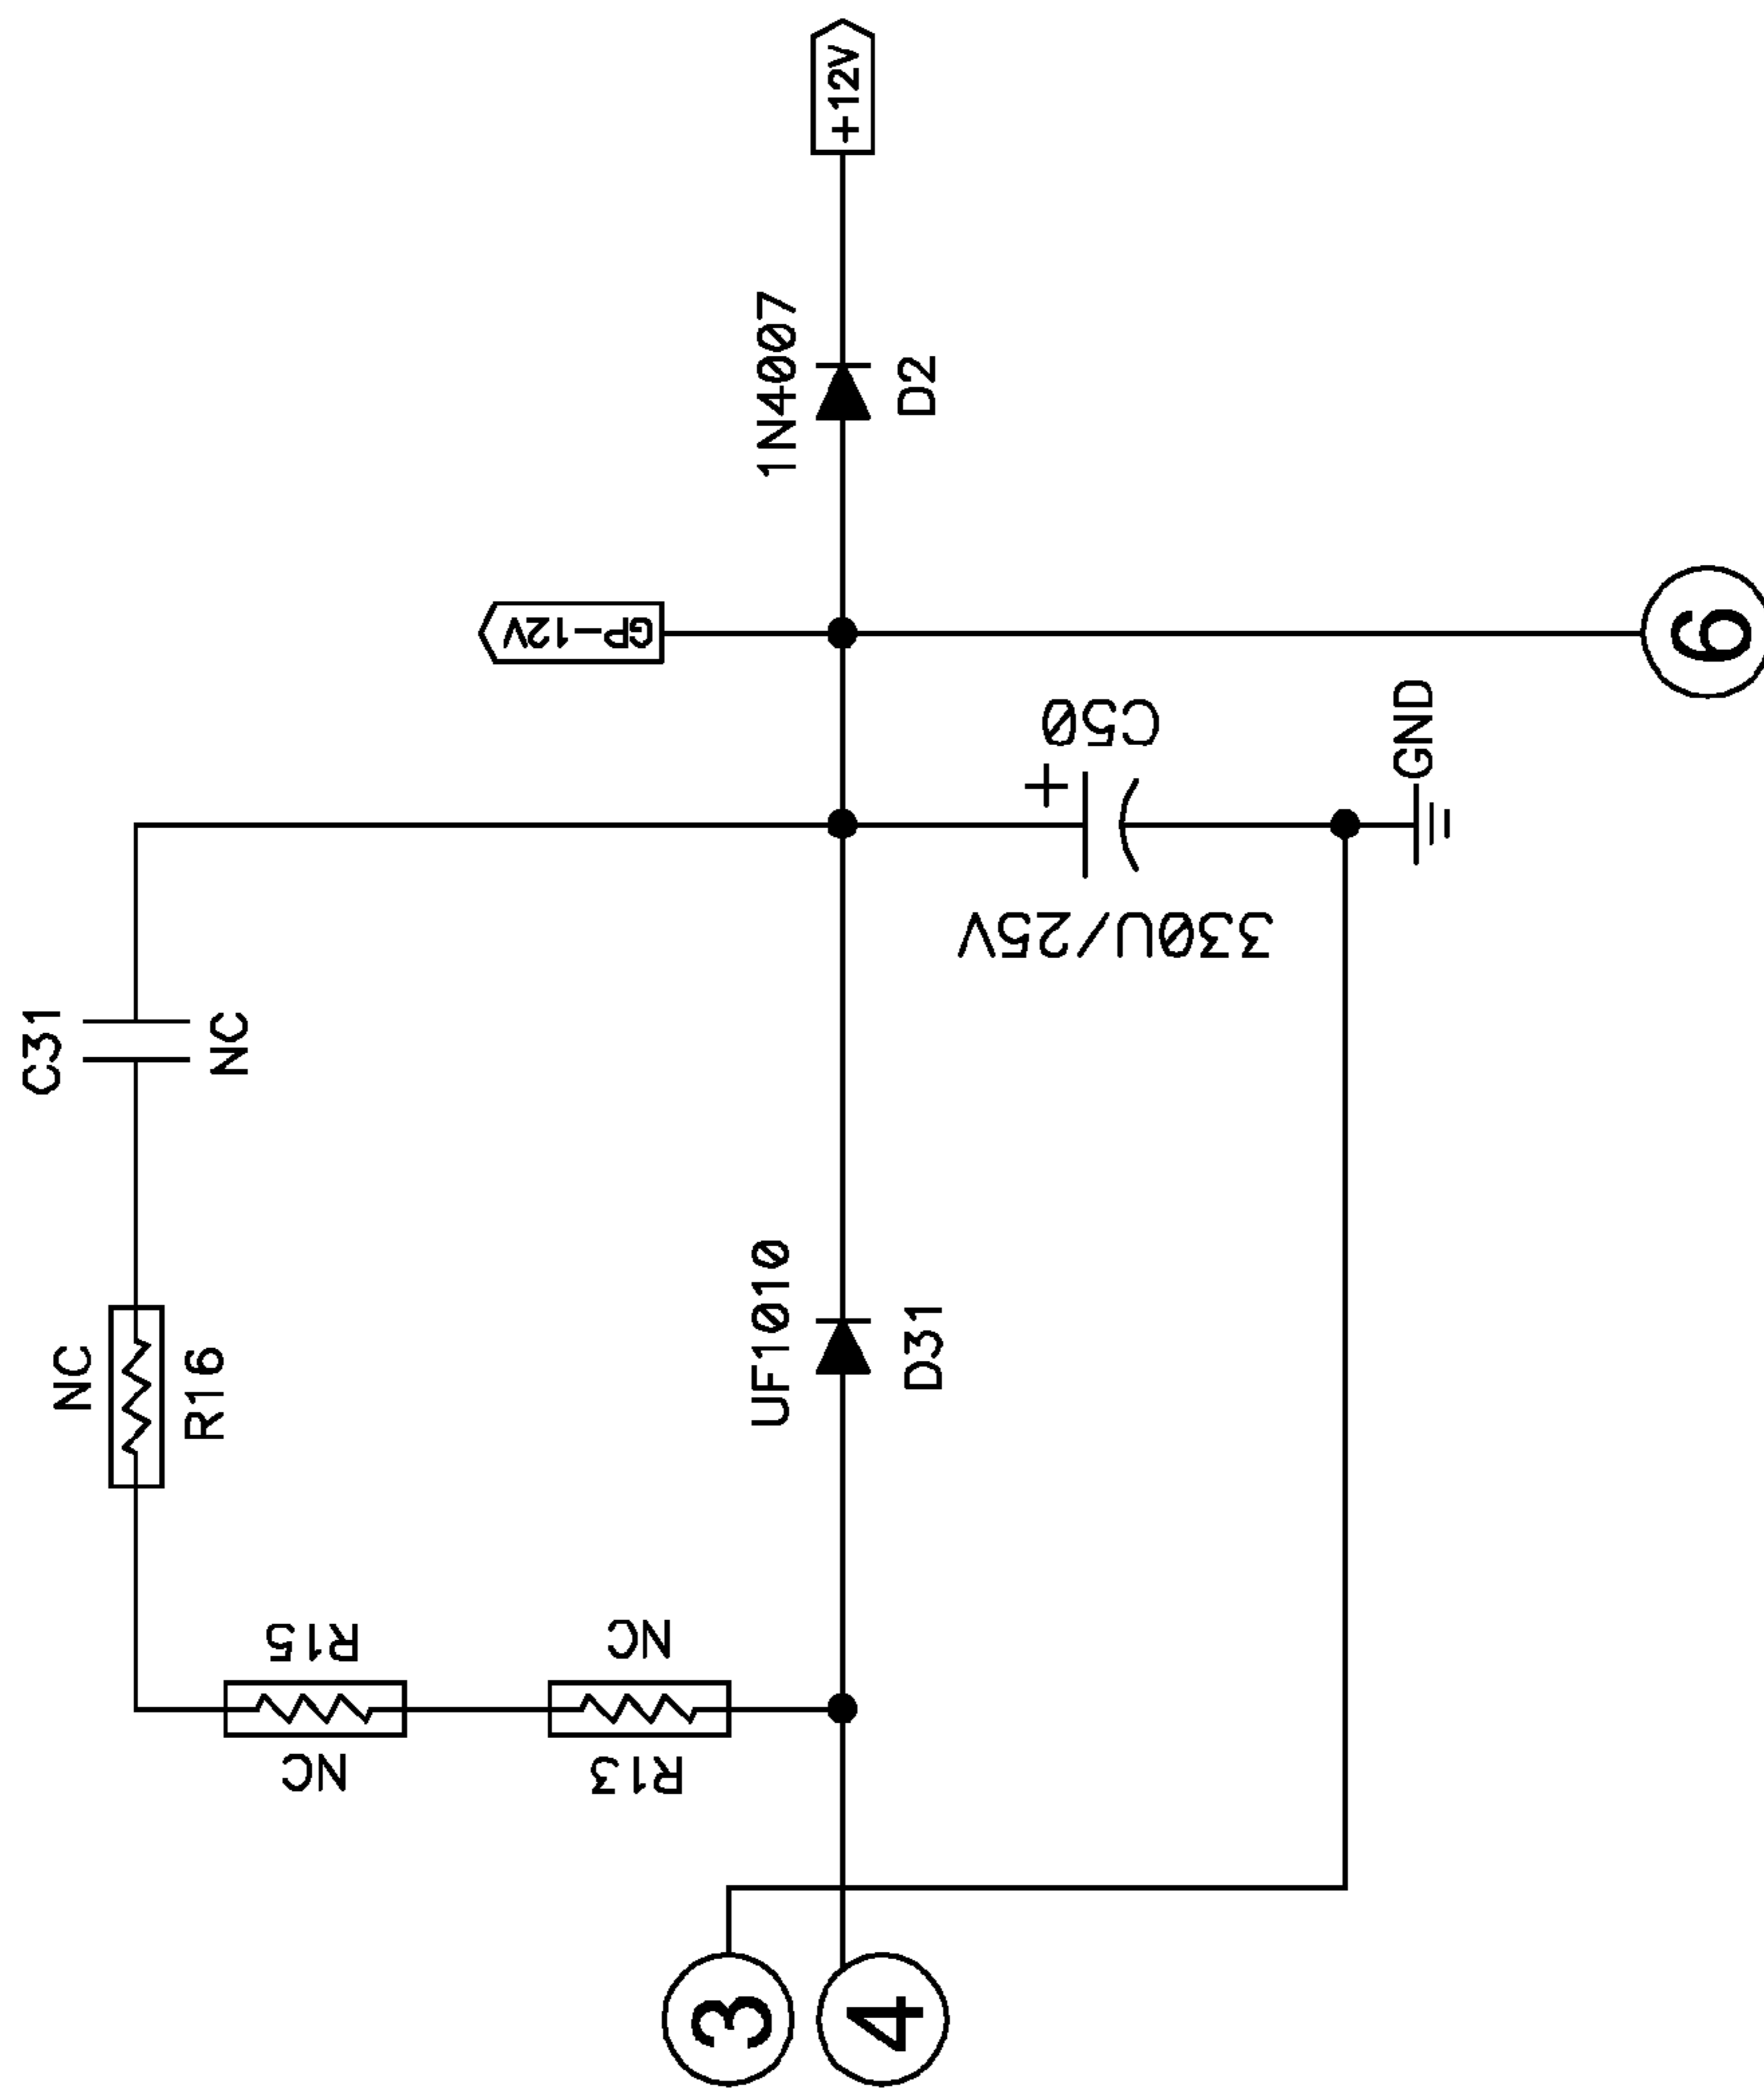 +12V
1N4007
D2
GP-12V
6
C50
GND
330U/25V
C31
NC
UF1010
D31
NC
R16
R15
NC
NC
R13
3
4